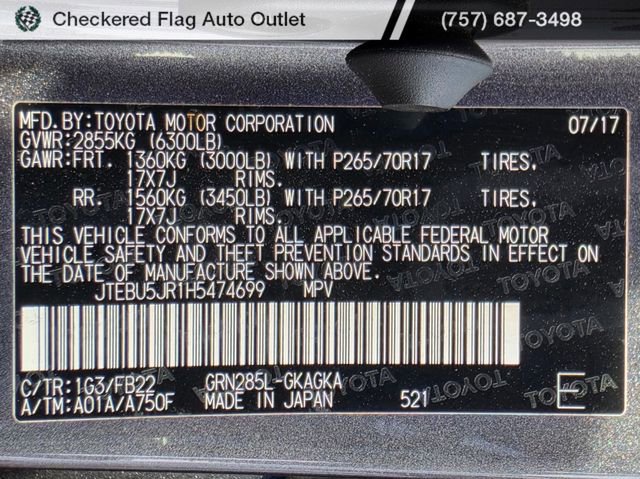 Checkered Flag Auto Outlet
(757) 687-3498
MFD.BY:TOYOTA MOTOR CORPORATION 07/17
GVWR:2855KG (6300LB)
GAWR:FRT. 1360KG (3000LB) WITH P265/70R17 TIRES,
17X7J RIMS.
RR. 1560KG (3450LB) WITH P265/70R17 TIRES,
17X7J RIMS.
THIS VEHICLE CONFORMS TO ALL APPLICABLE FEDERAL MOTOR
VEHICLE SAFETY AND THEFT PREVENTION STANDARDS IN EFFECT ON
THE DATE OF MANUFACTURE SHOWN ABOVE.
JTEBU5JR1H5474699 MPV
C/TR:1G3/FB22 GRN285L-GKAGKA
A/TM:A01A/A750F MADE IN JAPAN 521 E